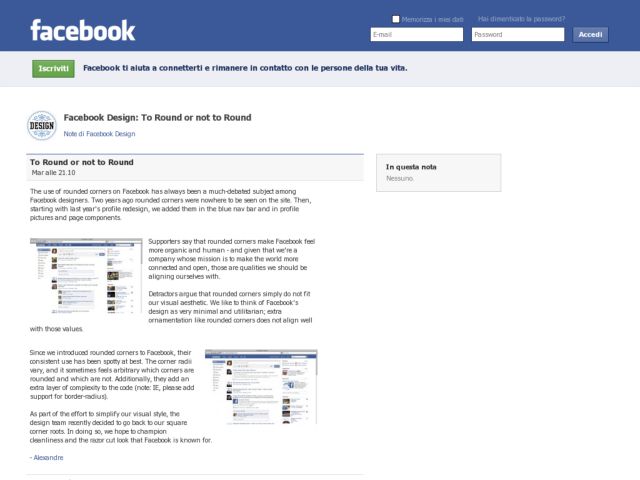 facebook
Memorizza i miei dati
Hai dimenticato la password?
E-mail
Password
Accedi
Iscriviti
Facebook ti aiuta a connetterti e rimanere in contatto con le persone della tua vita.
DESIGN
Facebook Design: To Round or not to Round
Note di Facebook Design
To Round or not to Round
Mar alle 21.10
In questa nota
Nessuno.
The use of rounded corners on Facebook has always been a much-debated subject among
Facebook designers. Two years ago rounded corners were nowhere to be seen on the site. Then,
starting with last year's profile redesign, we added them in the blue nav bar and in profile
pictures and page components.
Supporters say that rounded corners make Facebook feel
more organic and human - and given that we're a
company whose mission is to make the world more
connected and open, those are qualities we should be
aligning ourselves with.
Detractors argue that rounded corners simply do not fit
our visual aesthetic. We like to think of Facebook's
design as very minimal and utilitarian; extra
ornamentation like rounded corners does not align well
with those values.
Since we introduced rounded corners to Facebook, their
consistent use has been spotty at best. The corner radii
vary, and it sometimes feels arbitrary which corners are
rounded and which are not. Additionally, they add an
extra layer of complexity to the code (note: IE, please add
support for border-radius).
As part of the effort to simplify our visual style, the
design team recently decided to go back to our square
corner roots. In doing so, we hope to champion
cleanliness and the razor cut look that Facebook is known for.
- Alexandre